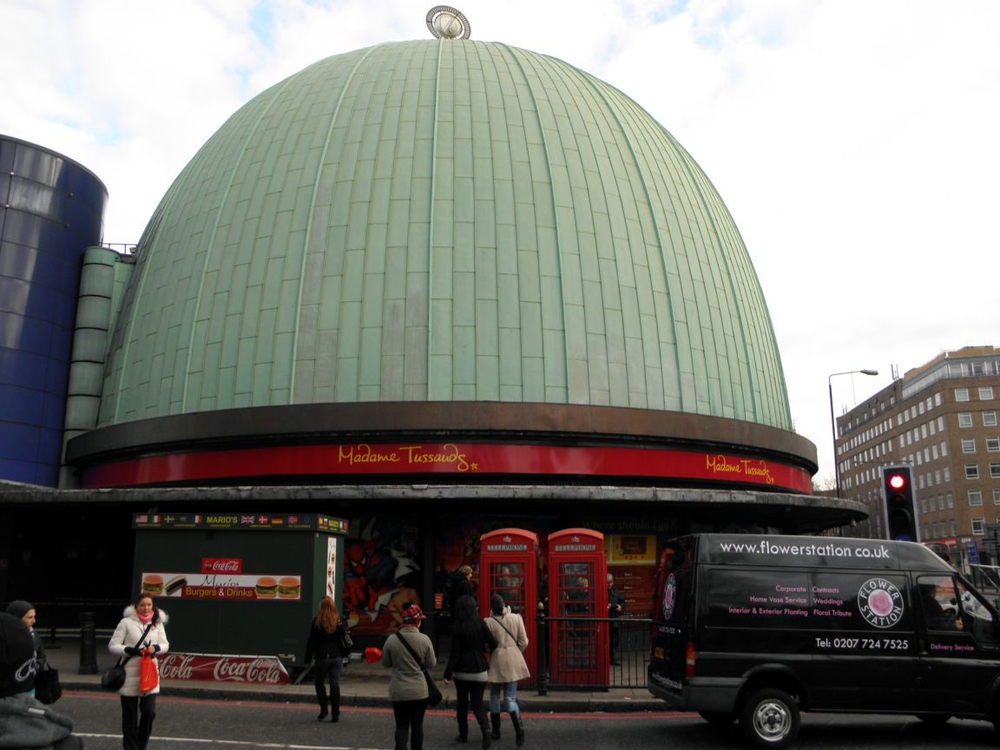 Madame Tussauds
Madame Tussauds
Where should I go?
MARIO'S
Coca-Cola
Marios
Burgers & Drinks
Cola
Coca-Cola
TELEPHONE
TELEPHONE
www.flowerstation.co.uk
Corporate Contracts
Home Vase Service Weddings
Interior & Exterior Planting Floral Tribute
FLOWER
STATION
Tel: 0207 724 7525
Delivery Service